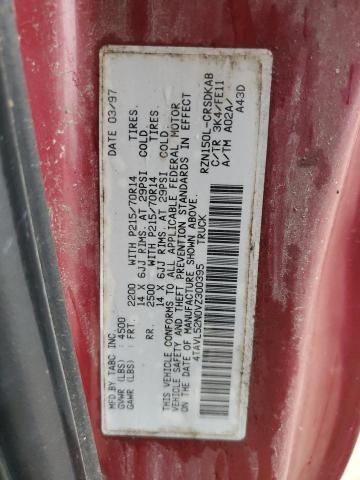 MFD.BY TABC INC. DATE 03/97
GVWR (LBS) : 4500
GAWR (LBS) : FRT. 2200 WITH P215/70R14 TIRES.
14 X 6JJ RIMS. AT 29PSI COLD.
RR. 2500 WITH P215/70R14 TIRES.
14 X 6JJ RIMS. AT 29PSI COLD.
THIS VEHICLE CONFORMS TO ALL APPLICABLE FEDERAL MOTOR
VEHICLE SAFETY AND THEFT PREVENTION STANDARDS IN EFFECT
ON THE DATE OF MANUFACTURE SHOWN ABOVE.
4TAVL52N0VZ300395 TRUCK
RZN150L-CRSDKAB
C/TR 3K4/FE11
A/TM A02A/
A43D